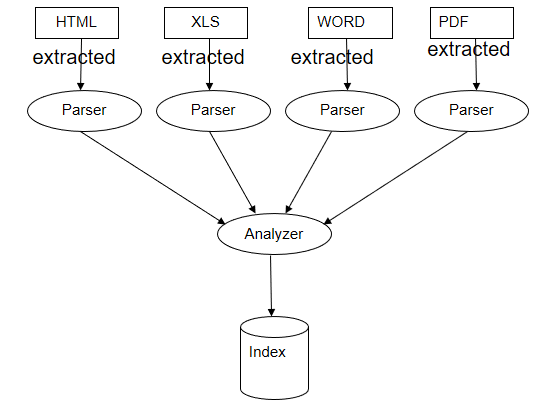 HTML
XLS
WORD
PDF
extracted
extracted
extracted
extracted
Parser
Parser
Parser
Parser
Analyzer
Index